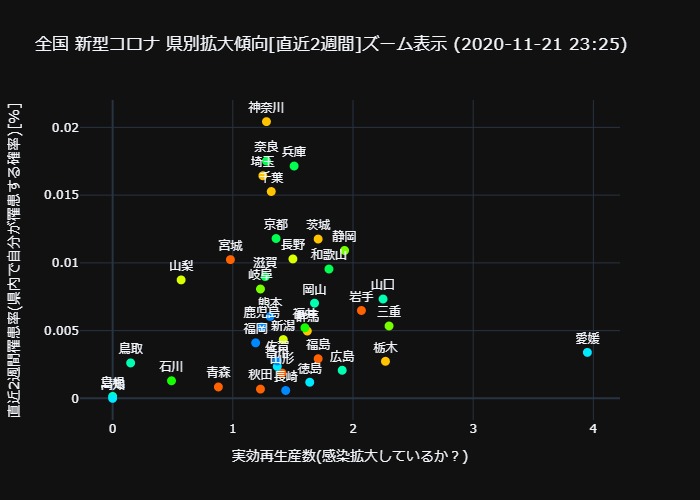 全国 新型コロナ 県別拡大傾向[直近2週間]ズーム表示 (2020-11-21 23:25)
直近2週間罹患率(県内で自分が罹患する確率)[%]
0.02
0.015
0.01
0.005
0
神奈川
奈良
兵庫
埼玉
千葉
京都
茨城
静岡
宮城
長野
和歌山
滋賀
山梨
岐阜
岡山
山口
岩手
熊本
鹿児島
三重
群馬
新潟
福岡
福島
愛媛
鳥取
栃木
広島
石川
徳島
青森
秋田
長崎
0
1
2
3
4
実効再生産数(感染拡大しているか？)